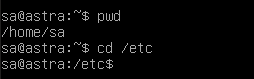 sa@astra:~$ pwd
/home/sa
sa@astra:~$ cd /etc
sa@astra:/etc$